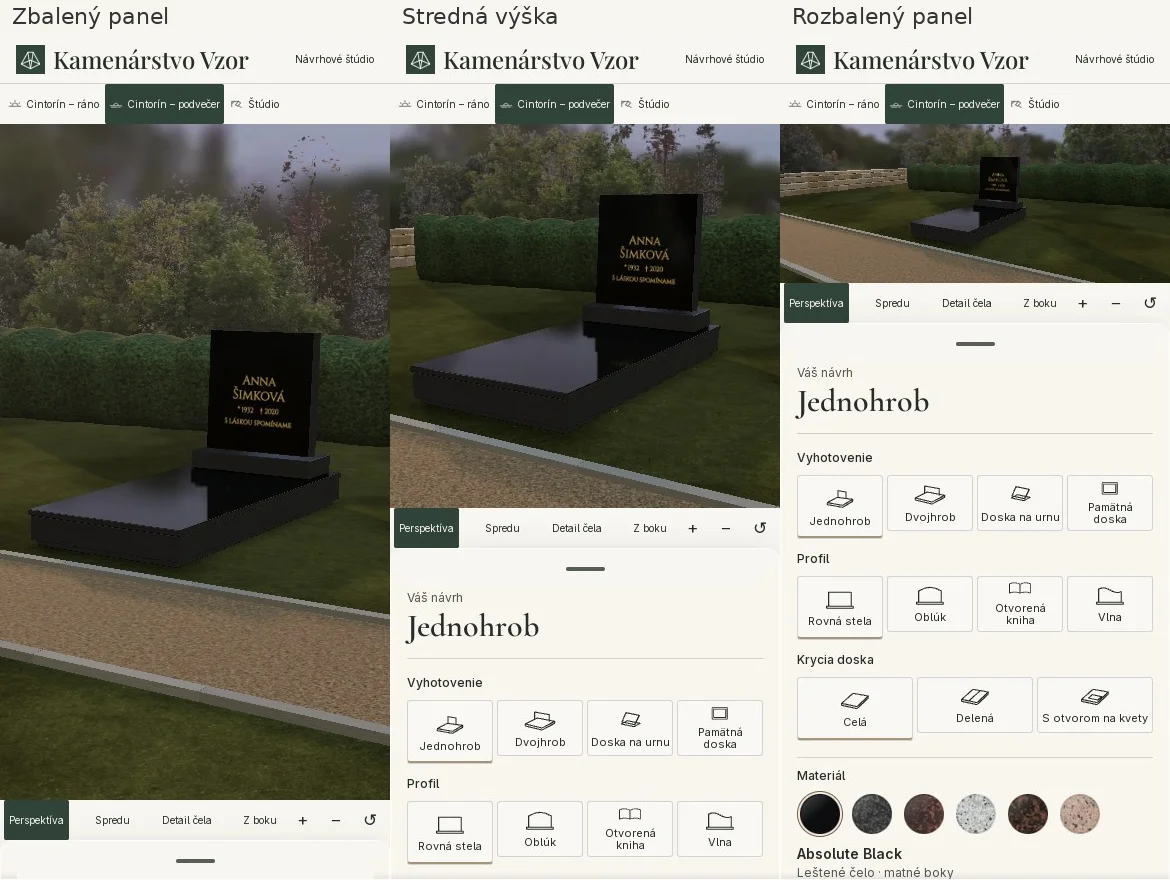 Zbalený panel
Kamenárstvo Vzor
Návrhové štúdio
Cintorín – ráno
Cintorín – podvečer
Štúdio
ANNA
ŠIMKOVÁ
*1932 †2020
S LÁSKOU SPOMÍNAME
Perspektíva
Spredu
Detail čela
Z boku
+
−
↺
Stredná výška
Kamenárstvo Vzor
Návrhové štúdio
Cintorín – ráno
Cintorín – podvečer
Štúdio
ANNA
ŠIMKOVÁ
*1932 †2020
S LÁSKOU SPOMÍNAME
Perspektíva
Spredu
Detail čela
Z boku
+
−
↺
Váš návrh
Jednohrob
Vyhotovenie
Jednohrob
Dvojhrob
Doska na urnu
Pamätná
doska
Profil
Rovná stela
Oblúk
Otvorená
kniha
Vlna
Rozbalený panel
Kamenárstvo Vzor
Návrhové štúdio
Cintorín – ráno
Cintorín – podvečer
Štúdio
ANNA
ŠIMKOVÁ
Perspektíva
Spredu
Detail čela
Z boku
+
−
↺
Váš návrh
Jednohrob
Vyhotovenie
Jednohrob
Dvojhrob
Doska na urnu
Pamätná
doska
Profil
Rovná stela
Oblúk
Otvorená
kniha
Vlna
Krycia doska
Celá
Delená
S otvorom na kvety
Materiál
Absolute Black
Leštené čelo · matné boky